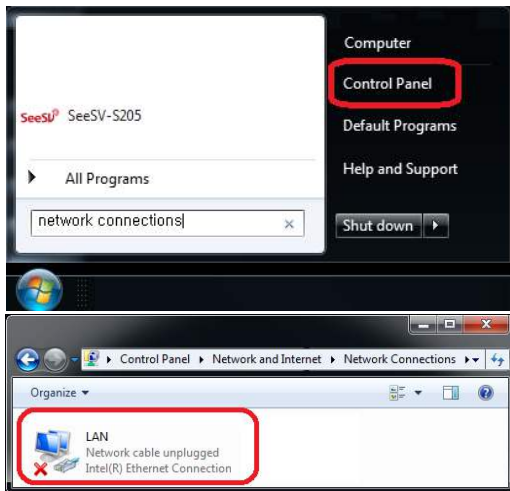 Computer
Control Panel
SeeSV® SeeSV-S205
Default Programs
Help and Support
All Programs
network connections
Shut down
Control Panel Network and Internet Network Connections
Organize
LAN
Network cable unplugged
Intel(R) Ethernet Connection